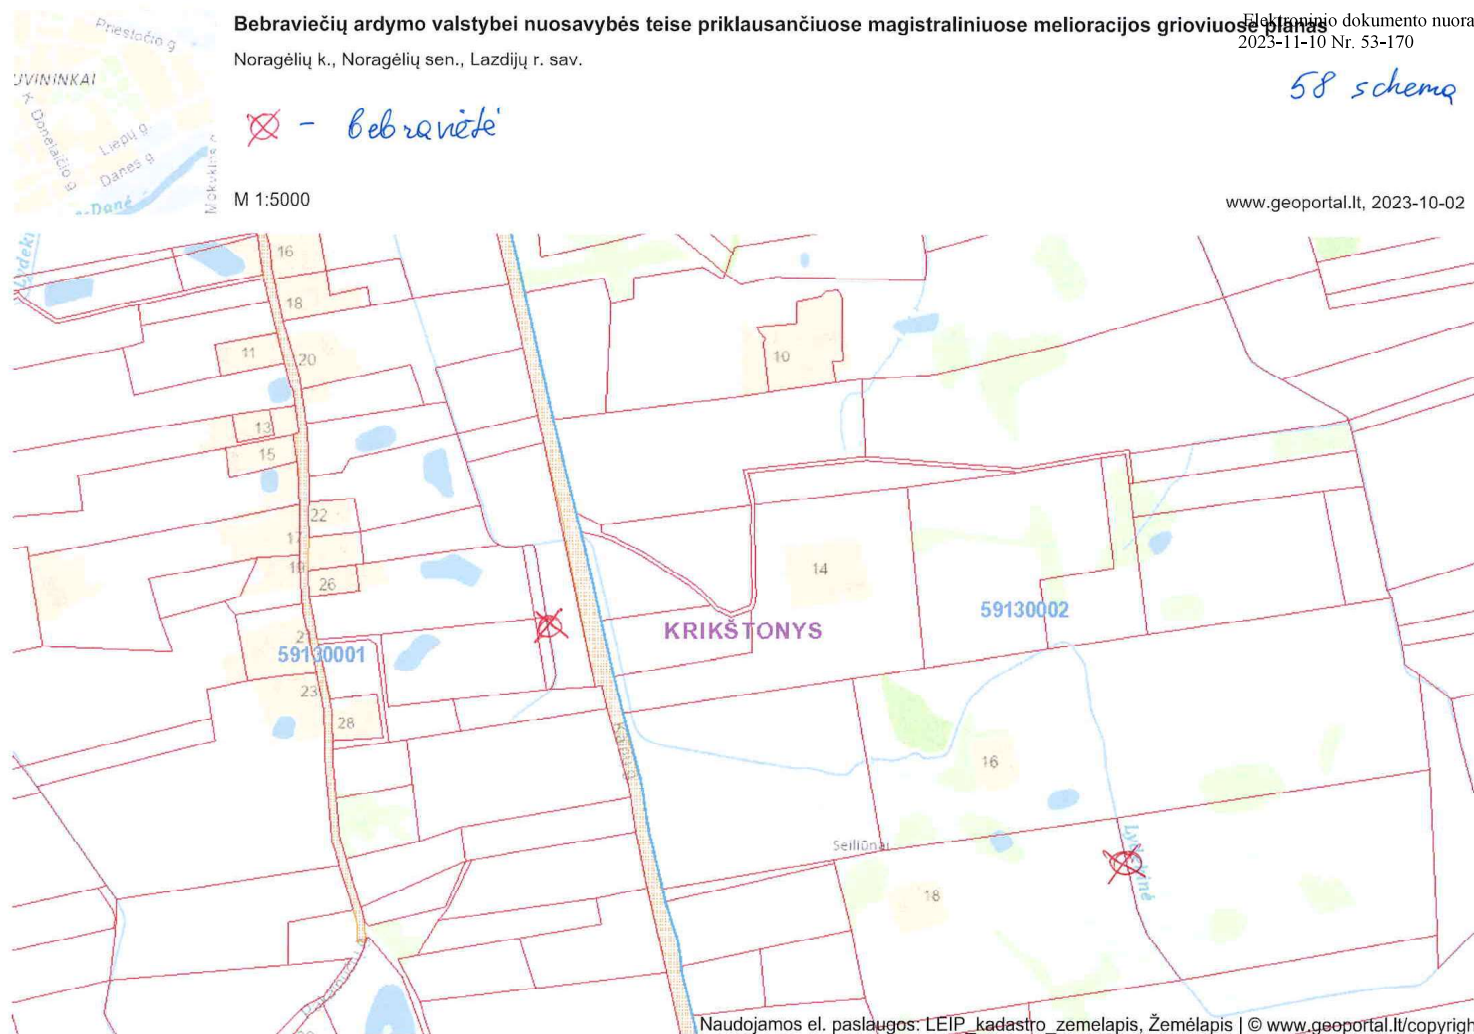 Bebraviečių ardymo valstybei nuosavybės teise priklausančiuose magistraliniuose melioracijos grioviuose planas
Elektroninio dokumento nuora
2023-11-10 Nr. 53-170
Noragėlių k., Noragėlių sen., Lazdijų r. sav.
58 schema
- bebravietė
M 1:5000
www.geoportal.lt, 2023-10-02
Priestočio g
UVININKAI
K. Donelaičio g
Liepų g
Danės g
Danė
16
18
11
20
10
13
15
22
17
19
26
14
59130002
KRIKŠTONYS
21
59130001
23
28
16
Seiliūnai
18
Naudojamos el. paslaugos: LEIP_kadastro_zemelapis, Žemėlapis | © www.geoportal.lt/copyright